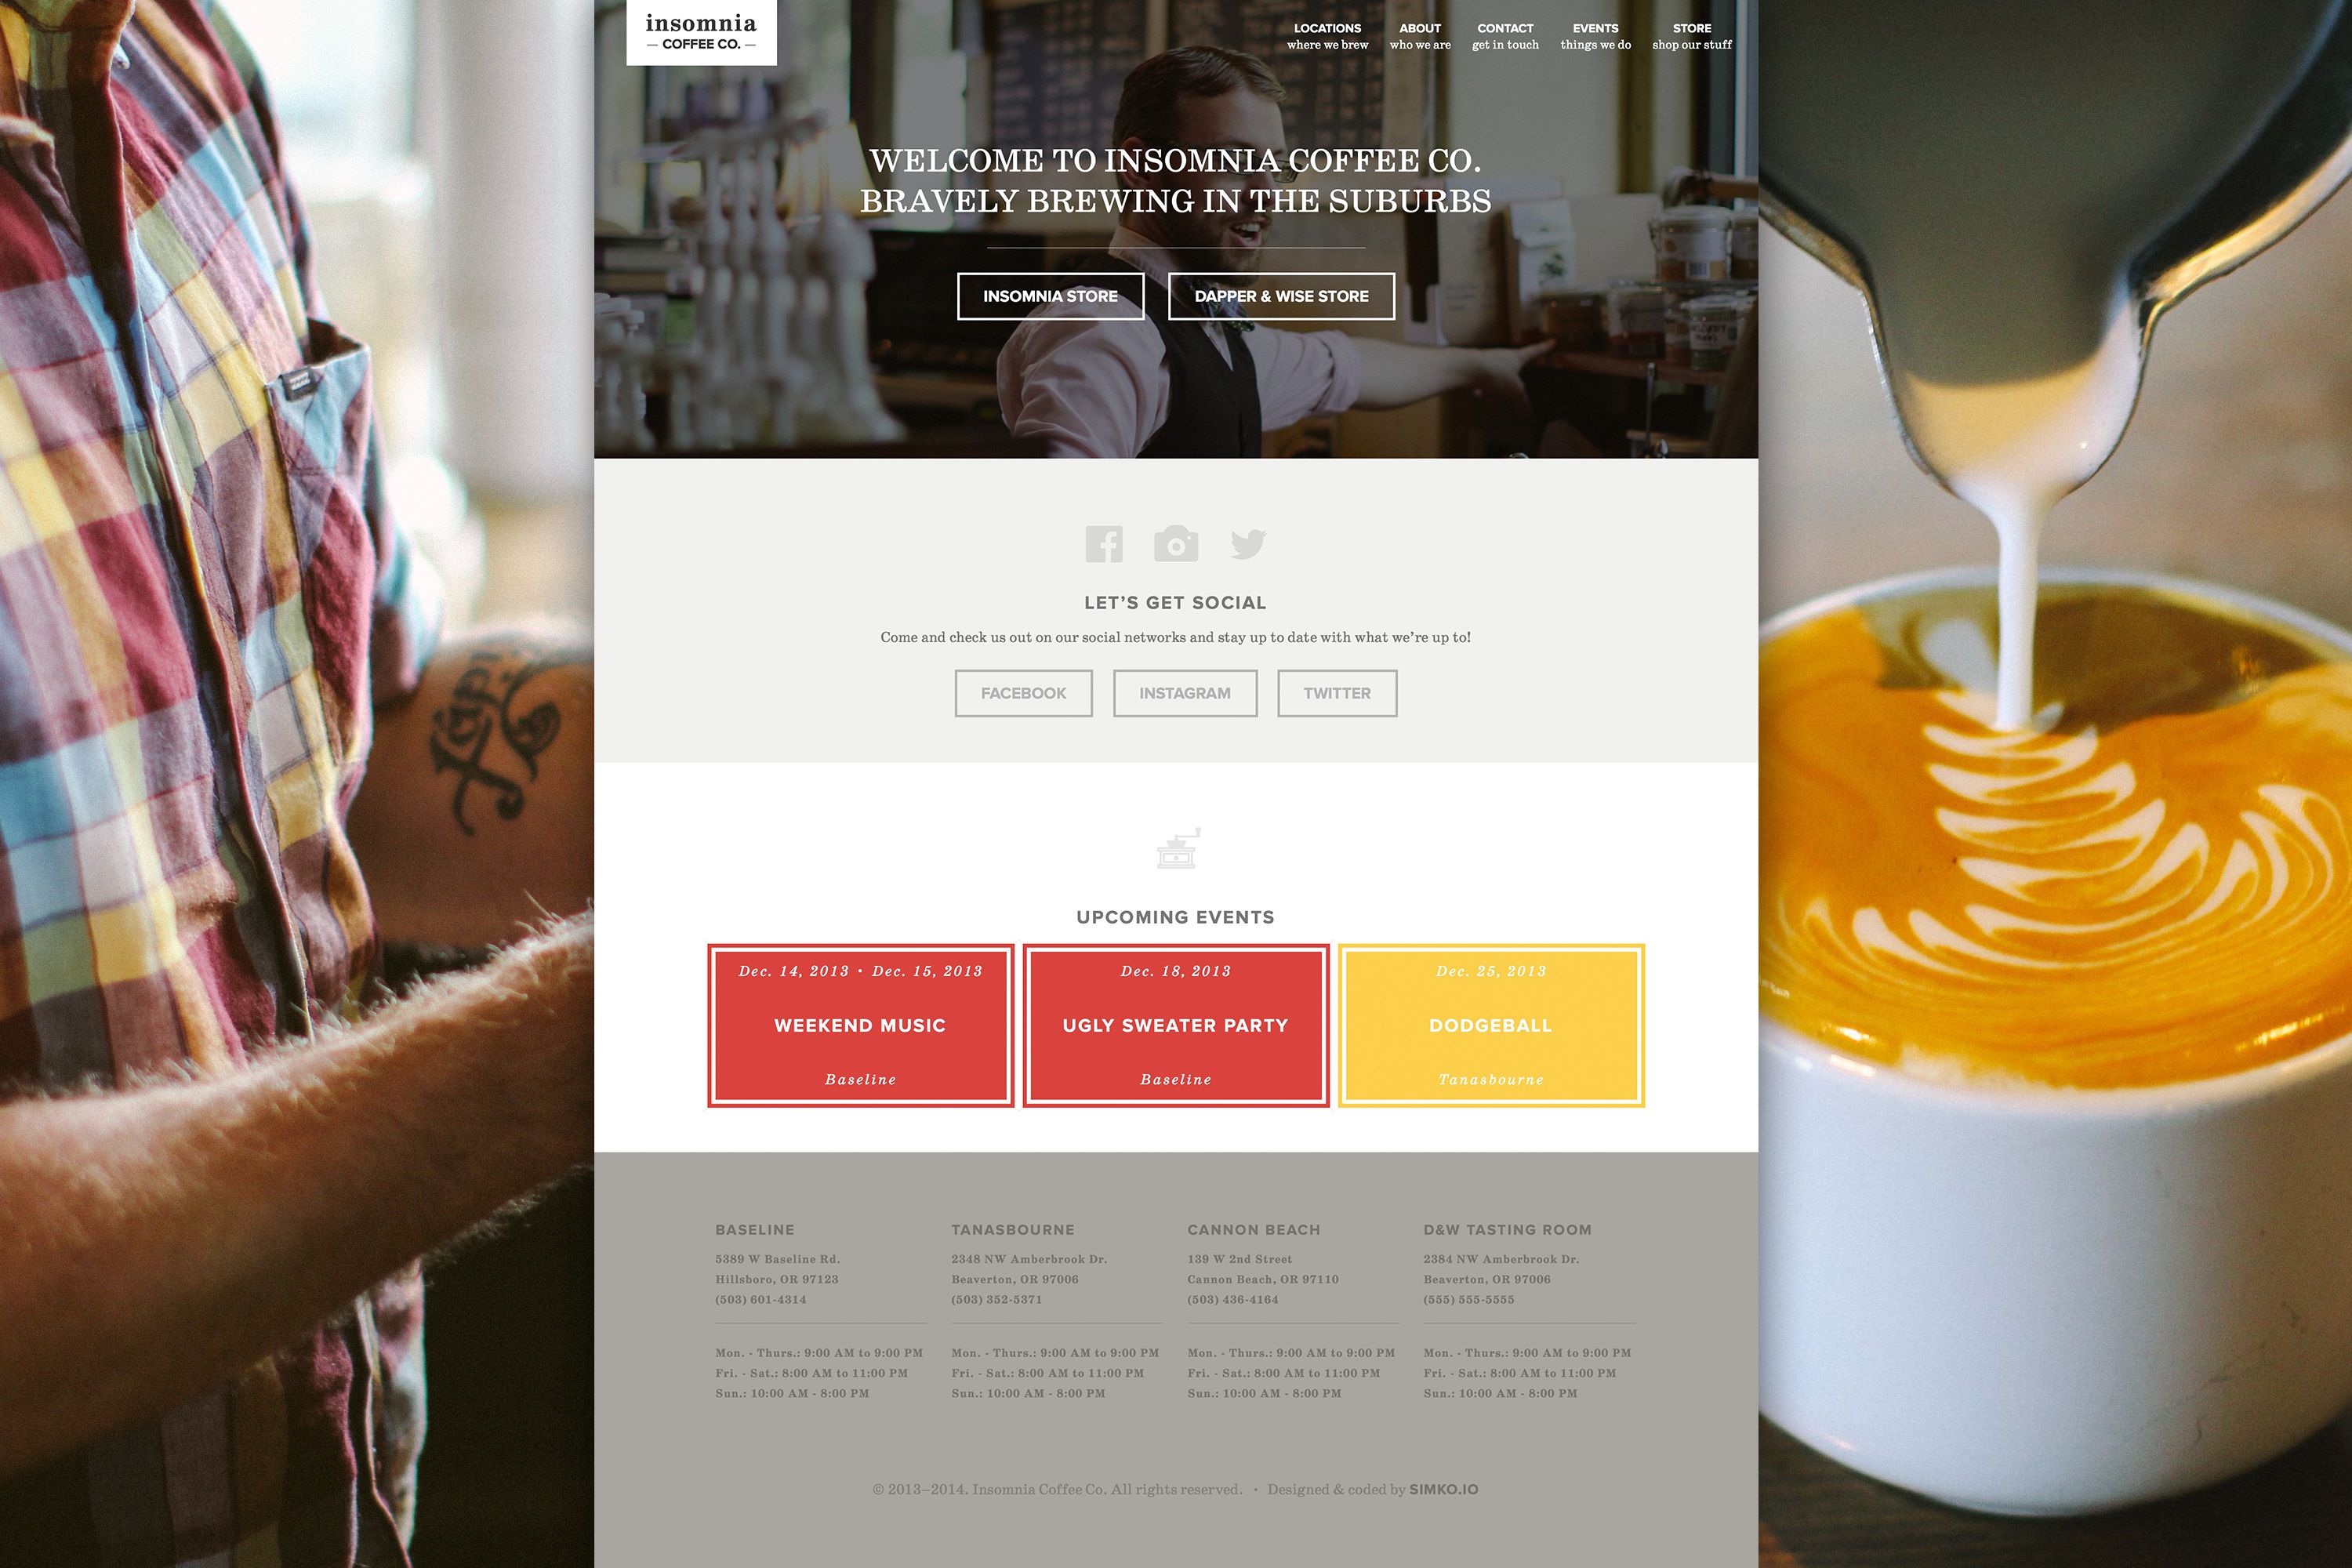 insomnia
— COFFEE CO. —
LOCATIONS
where we brew
ABOUT
who we are
CONTACT
get in touch
EVENTS
things we do
STORE
shop our stuff
WELCOME TO INSOMNIA COFFEE CO.
BRAVELY BREWING IN THE SUBURBS
INSOMNIA STORE
DAPPER & WISE STORE
LET’S GET SOCIAL
Come and check us out on our social networks and stay up to date with what we’re up to!
FACEBOOK
INSTAGRAM
TWITTER
UPCOMING EVENTS
Dec. 14, 2013 • Dec. 15, 2013
WEEKEND MUSIC
Baseline
Dec. 18, 2013
UGLY SWEATER PARTY
Baseline
Dec. 25, 2013
DODGEBALL
Tanasbourne
BASELINE
5389 W Baseline Rd.
Hillsboro, OR 97123
(503) 601-4314
Mon. - Thurs.: 9:00 AM to 9:00 PM
Fri. - Sat.: 8:00 AM to 11:00 PM
Sun.: 10:00 AM - 8:00 PM
TANASBOURNE
2348 NW Amberbrook Dr.
Beaverton, OR 97006
(503) 352-5371
Mon. - Thurs.: 9:00 AM to 9:00 PM
Fri. - Sat.: 8:00 AM to 11:00 PM
Sun.: 10:00 AM - 8:00 PM
CANNON BEACH
139 W 2nd Street
Cannon Beach, OR 97110
(503) 436-4164
Mon. - Thurs.: 9:00 AM to 9:00 PM
Fri. - Sat.: 8:00 AM to 11:00 PM
Sun.: 10:00 AM - 8:00 PM
D&W TASTING ROOM
2384 NW Amberbrook Dr.
Beaverton, OR 97006
(555) 555-5555
Mon. - Thurs.: 9:00 AM to 9:00 PM
Fri. - Sat.: 8:00 AM to 11:00 PM
Sun.: 10:00 AM - 8:00 PM
© 2013–2014. Insomnia Coffee Co. All rights reserved. • Designed & coded by SIMKO.IO